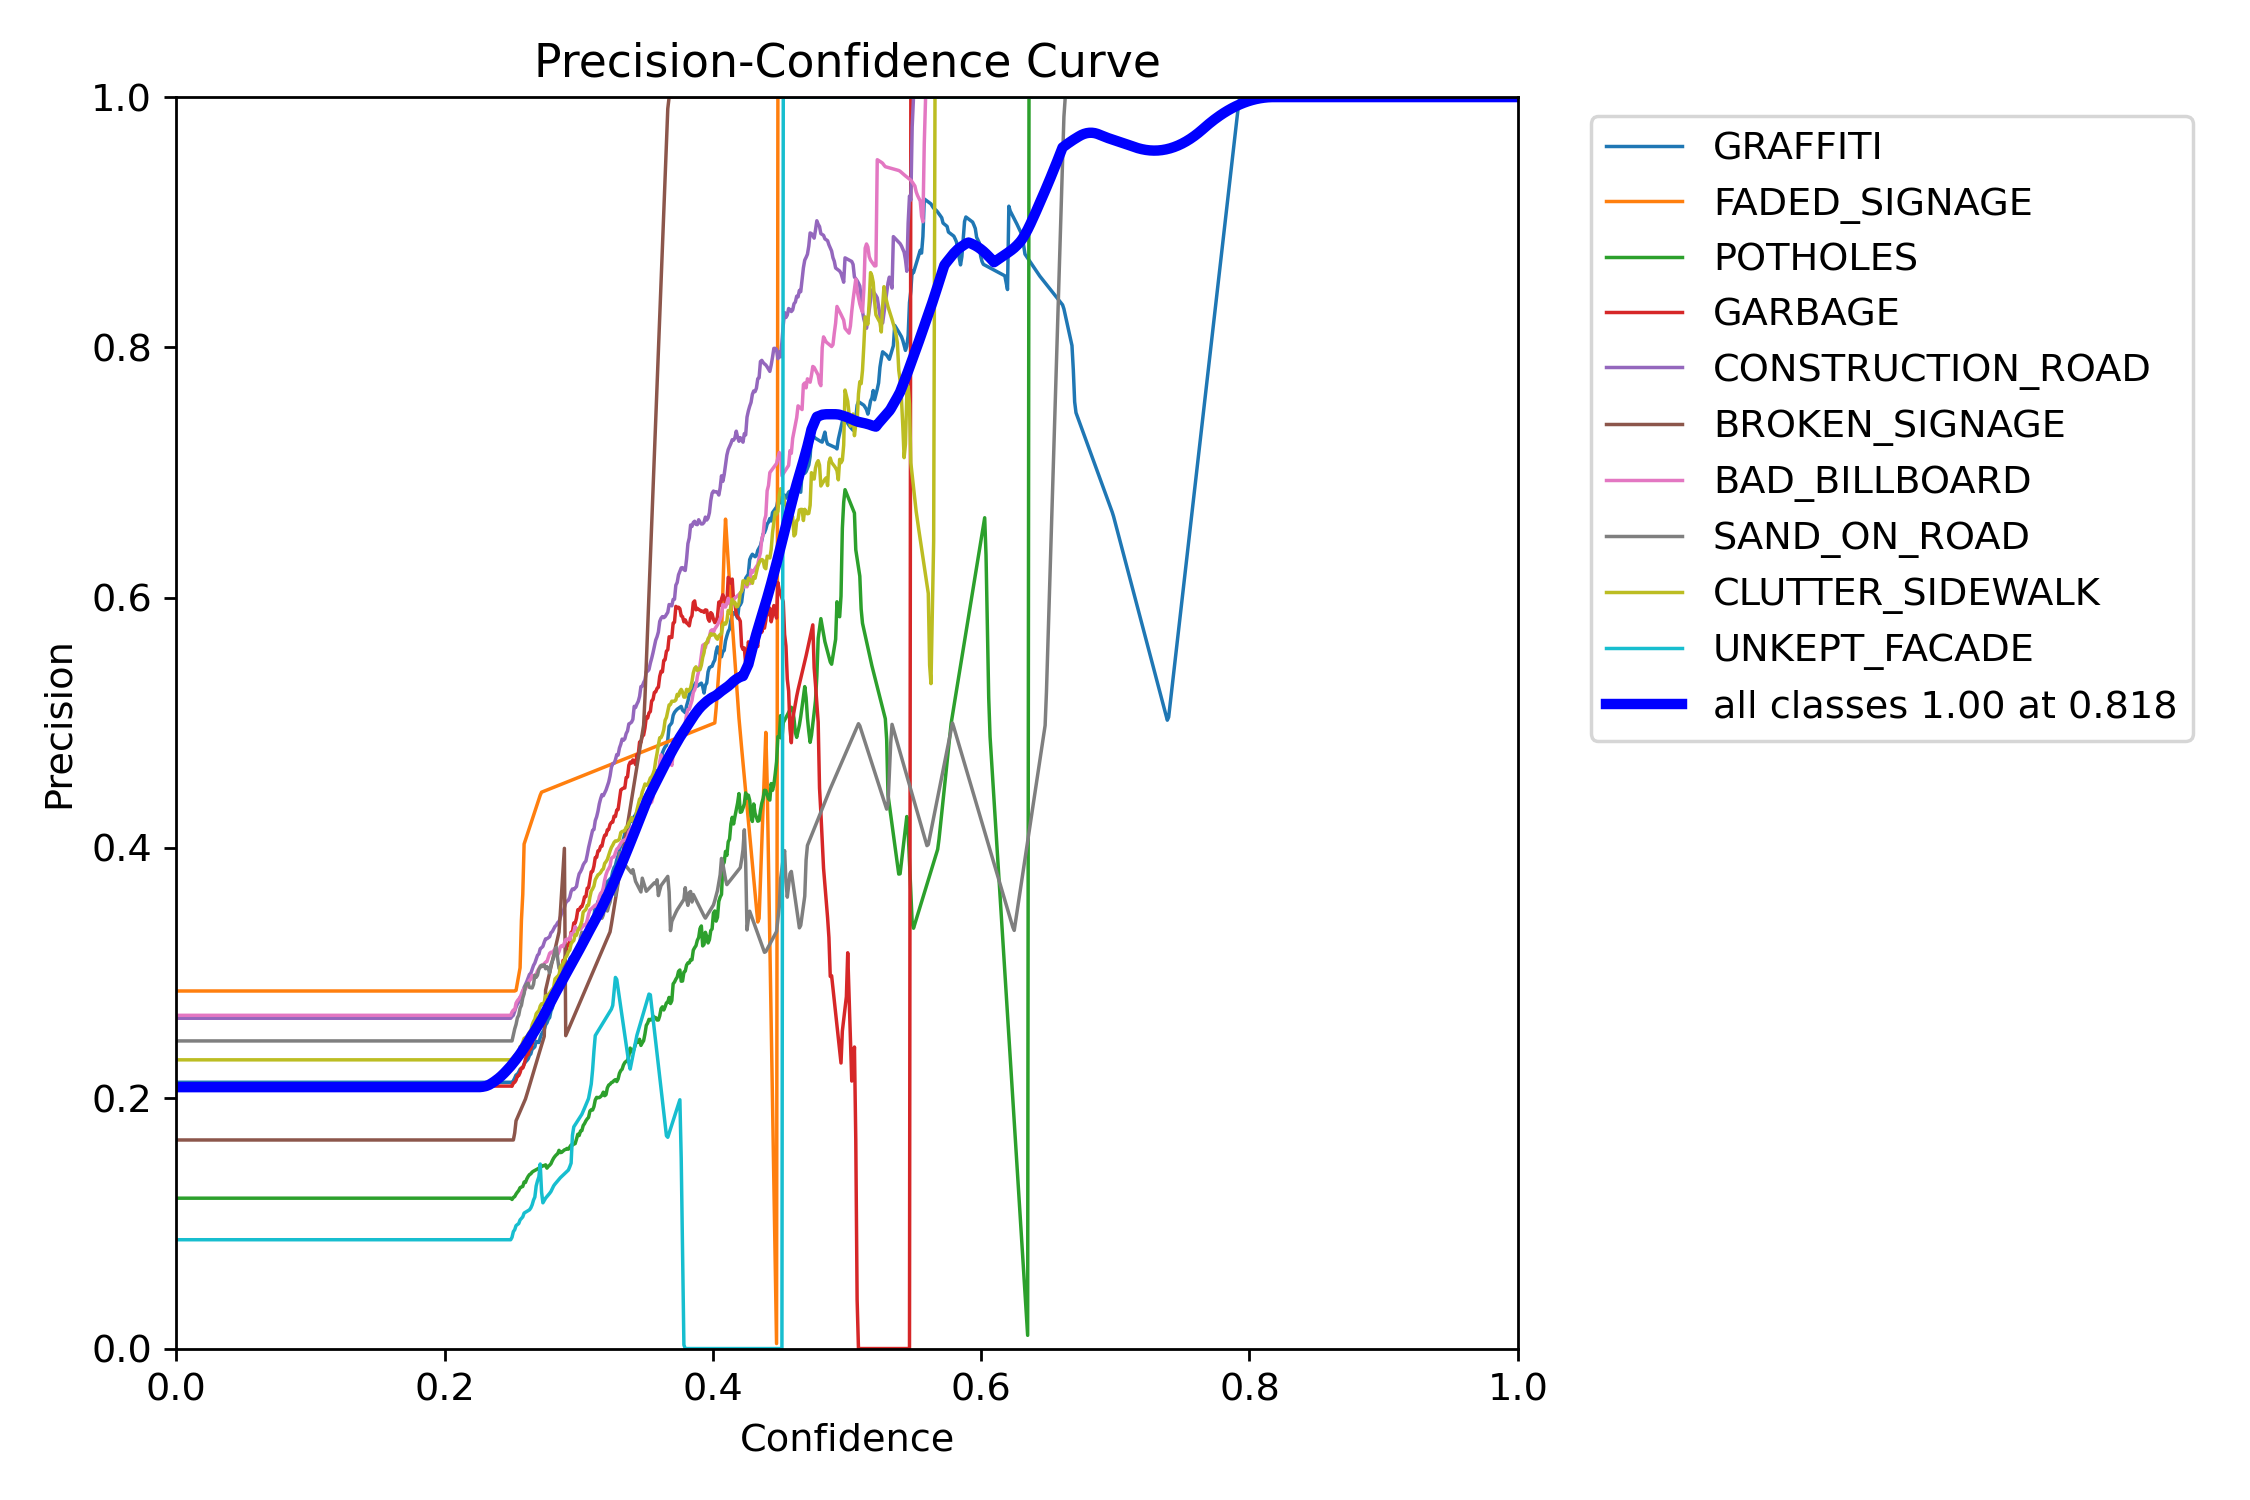 Precision-Confidence Curve
1.0
0.8
0.6
0.4
0.2
0.0
Precision
0.0 0.2 0.4 0.6 0.8 1.0
Confidence
GRAFFITI
FADED_SIGNAGE
POTHOLES
GARBAGE
CONSTRUCTION_ROAD
BROKEN_SIGNAGE
BAD_BILLBOARD
SAND_ON_ROAD
CLUTTER_SIDEWALK
UNKEPT_FACADE
all classes 1.00 at 0.818